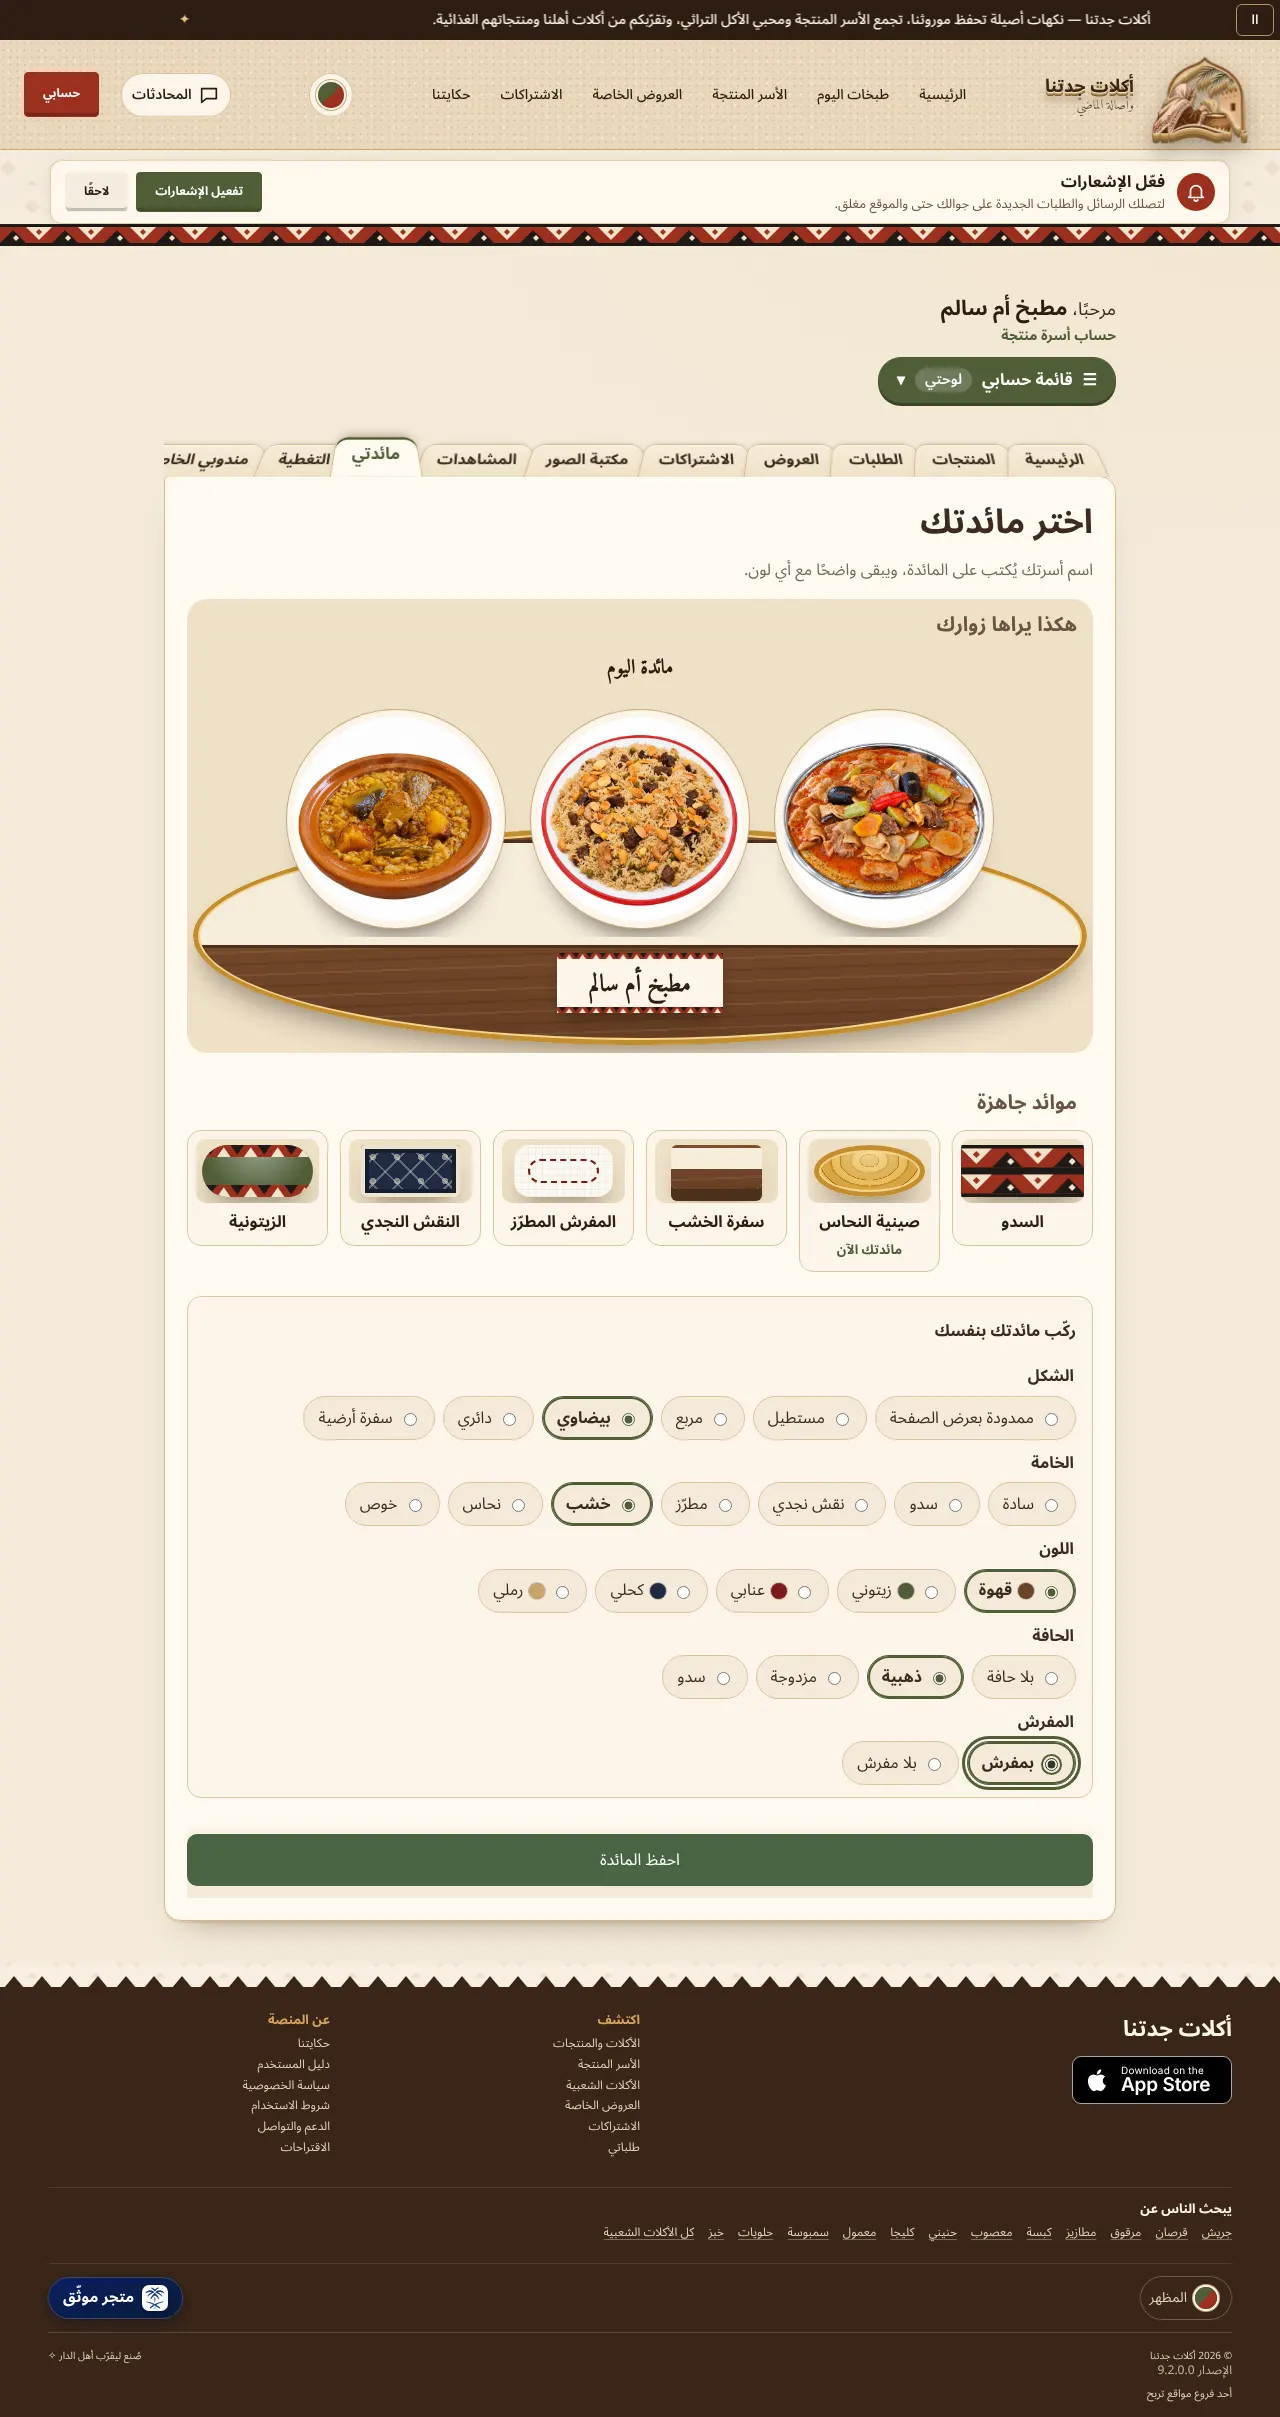 أكلات جدتنا — نكهات أصيلة تحفظ موروثنا، تجمع الأسر المنتجة ومحبي الأكل التراثي، وتقرّبكم من أكلات أهلنا ومنتجاتهم الغذائية.
أكلات جدتنا
وأصالة الماضي
الرئيسية
طبخات اليوم
الأسر المنتجة
العروض الخاصة
الاشتراكات
حكايتنا
المحادثات
حسابي
فعّل الإشعارات
لتصلك الرسائل والطلبات الجديدة على جوالك حتى والموقع مغلق.
تفعيل الإشعارات
لاحقًا
مرحبًا، مطبخ أم سالم
حساب أسرة منتجة
☰ قائمة حسابي لوحتي ▾
الرئيسية
المنتجات
الطلبات
العروض
الاشتراكات
مكتبة الصور
المشاهدات
مائدتي
التغطية
مندوبي الخاص
اختر مائدتك
اسم أسرتك يُكتب على المائدة، ويبقى واضحًا مع أي لون.
هكذا يراها زوارك
مائدة اليوم
مطبخ أم سالم
موائد جاهزة
السدو
صينية النحاس
مائدتك الآن
سفرة الخشب
المفرش المطرّز
النقش النجدي
الزيتونية
ركّب مائدتك بنفسك
الشكل
ممدودة بعرض الصفحة
مستطيل
مربع
بيضاوي
دائري
سفرة أرضية
الخامة
سادة
سدو
نقش نجدي
مطرّز
خشب
نحاس
خوص
اللون
قهوة
زيتوني
عنابي
كحلي
رملي
الحافة
بلا حافة
ذهبية
مزدوجة
سدو
المفرش
بمفرش
بلا مفرش
احفظ المائدة
أكلات جدتنا
Download on the
App Store
اكتشف
الأكلات والمنتجات
الأسر المنتجة
الأكلات الشعبية
العروض الخاصة
الاشتراكات
طلباتي
عن المنصة
حكايتنا
دليل المستخدم
سياسة الخصوصية
شروط الاستخدام
الدعم والتواصل
الاقتراحات
يبحث الناس عن
جريش قرصان مرقوق مطازيز كبسة معصوب حنيني كليجا معمول سمبوسة حلويات خبز كل الأكلات الشعبية
المظهر
متجر موثّق
© 2026 أكلات جدتنا
الإصدار 9.2.0.0
أحد فروع مواقع تربح
صُنع ليقرّب أهل الدار ✧